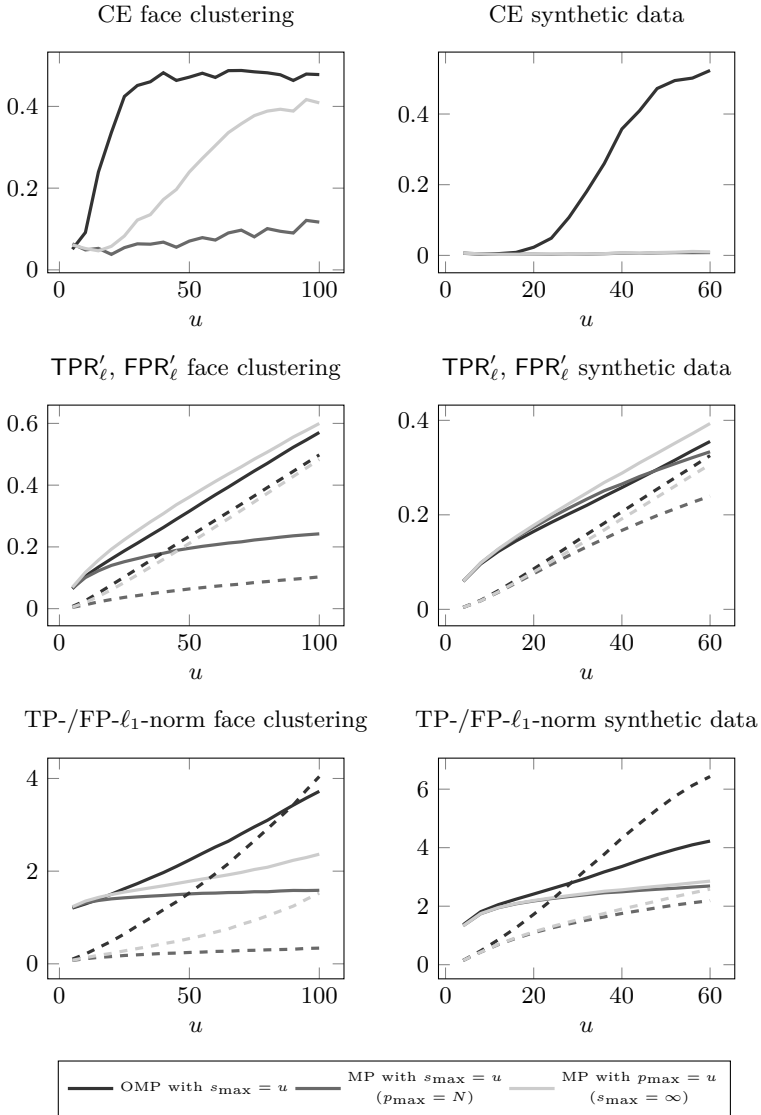 CE face clustering
CE synthetic data
0.4
0.2
0
0
50
100
u
0.4
0.2
0
0
20
40
60
u
TPR′ℓ, FPR′ℓ face clustering
TPR′ℓ, FPR′ℓ synthetic data
0.6
0.4
0.2
0
0
50
100
u
0.4
0.2
0
0
20
40
60
u
TP-/FP-ℓ1-norm face clustering
TP-/FP-ℓ1-norm synthetic data
4
2
0
0
50
100
u
6
4
2
0
0
20
40
60
u
OMP with smax = u
MP with smax = u
(pmax = N)
MP with pmax = u
(smax = ∞)